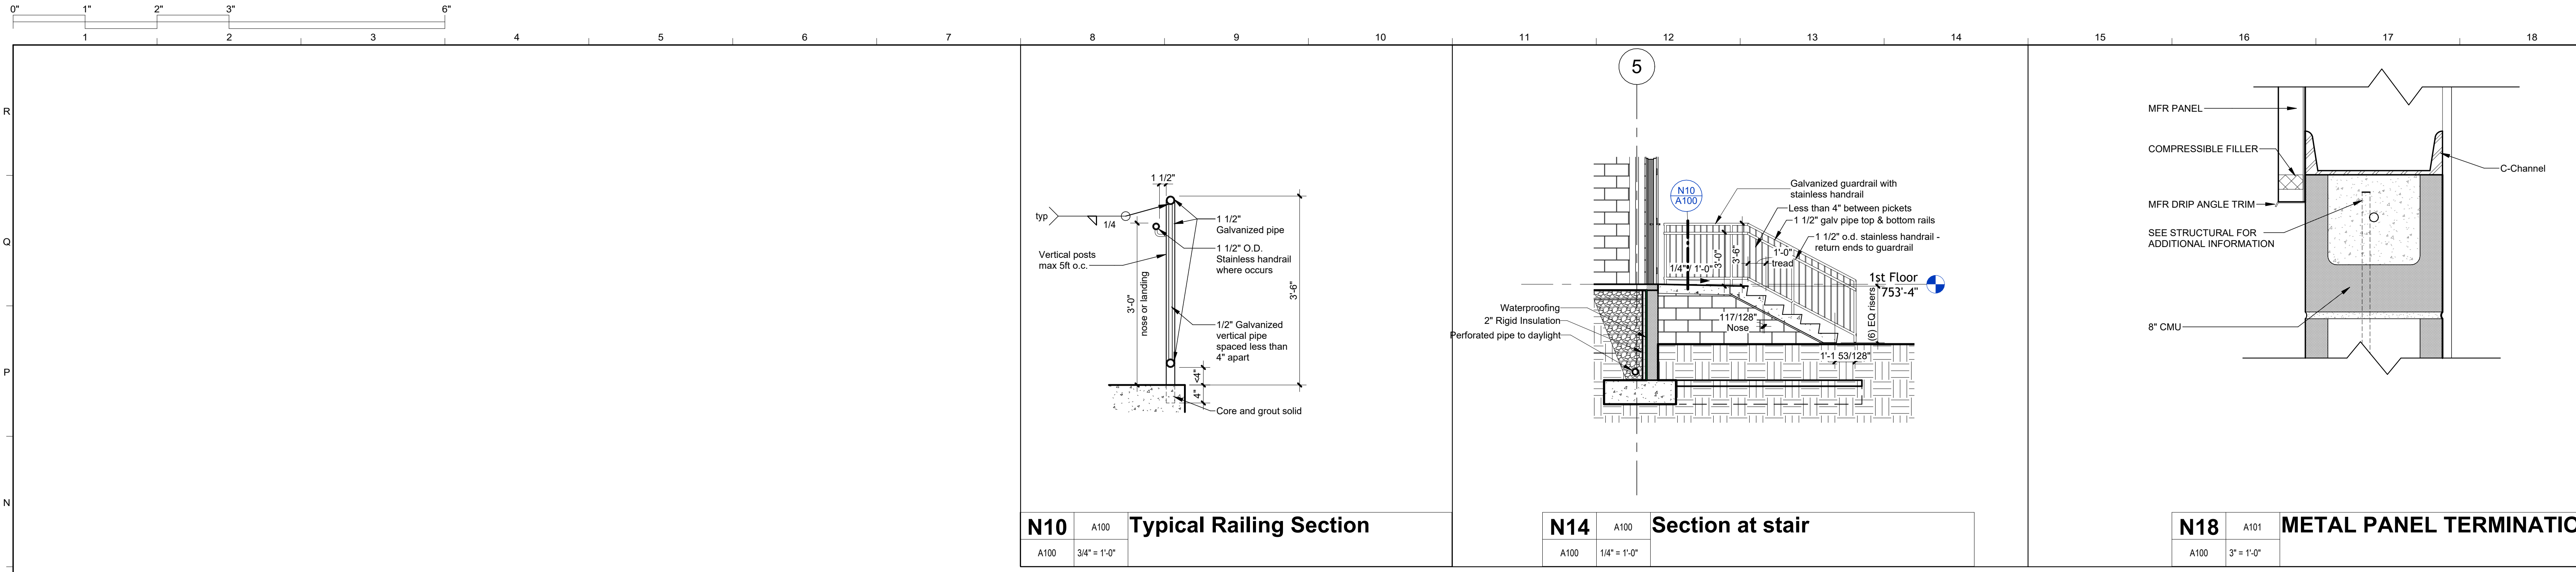 0"
1"
2"
3"
6"
1
2
3
4
5
6
7
8
9
10
11
12
13
14
15
16
17
18
R
Q
P
N
1 1/2"
typ
1/4
1 1/2"
Galvanized pipe
1 1/2" O.D.
Stainless handrail
where occurs
Vertical posts
max 5ft o.c.
3'-0"
nose or landing
3'-6"
1/2" Galvanized
vertical pipe
spaced less than
4" apart
<4"
4"
Core and grout solid
N10
A100
Typical Railing Section
A100
3/4" = 1'-0"
5
N10
A100
Galvanized guardrail with
stainless handrail
Less than 4" between pickets
1 1/2" galv pipe top & bottom rails
1 1/2" o.d. stainless handrail -
return ends to guardrail
3'-0"
3'-6"
1'-0"
tread
1/4" / 1'-0"
1st Floor
753'-4"
(6) EQ risers
Waterproofing
2" Rigid Insulation
Perforated pipe to daylight
117/128"
Nose
1'-1 53/128"
N14
A100
Section at stair
A100
1/4" = 1'-0"
MFR PANEL
COMPRESSIBLE FILLER
C-Channel
MFR DRIP ANGLE TRIM
SEE STRUCTURAL FOR
ADDITIONAL INFORMATION
8" CMU
N18
A101
METAL PANEL TERMINATIO
A100
3" = 1'-0"